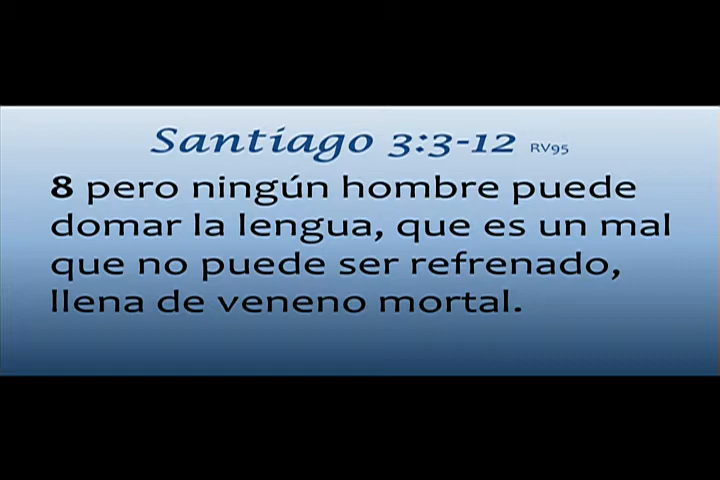 Santiago 3:3-12 RV95
8 pero ningún hombre puede
domar la lengua, que es un mal
que no puede ser refrenado,
llena de veneno mortal.